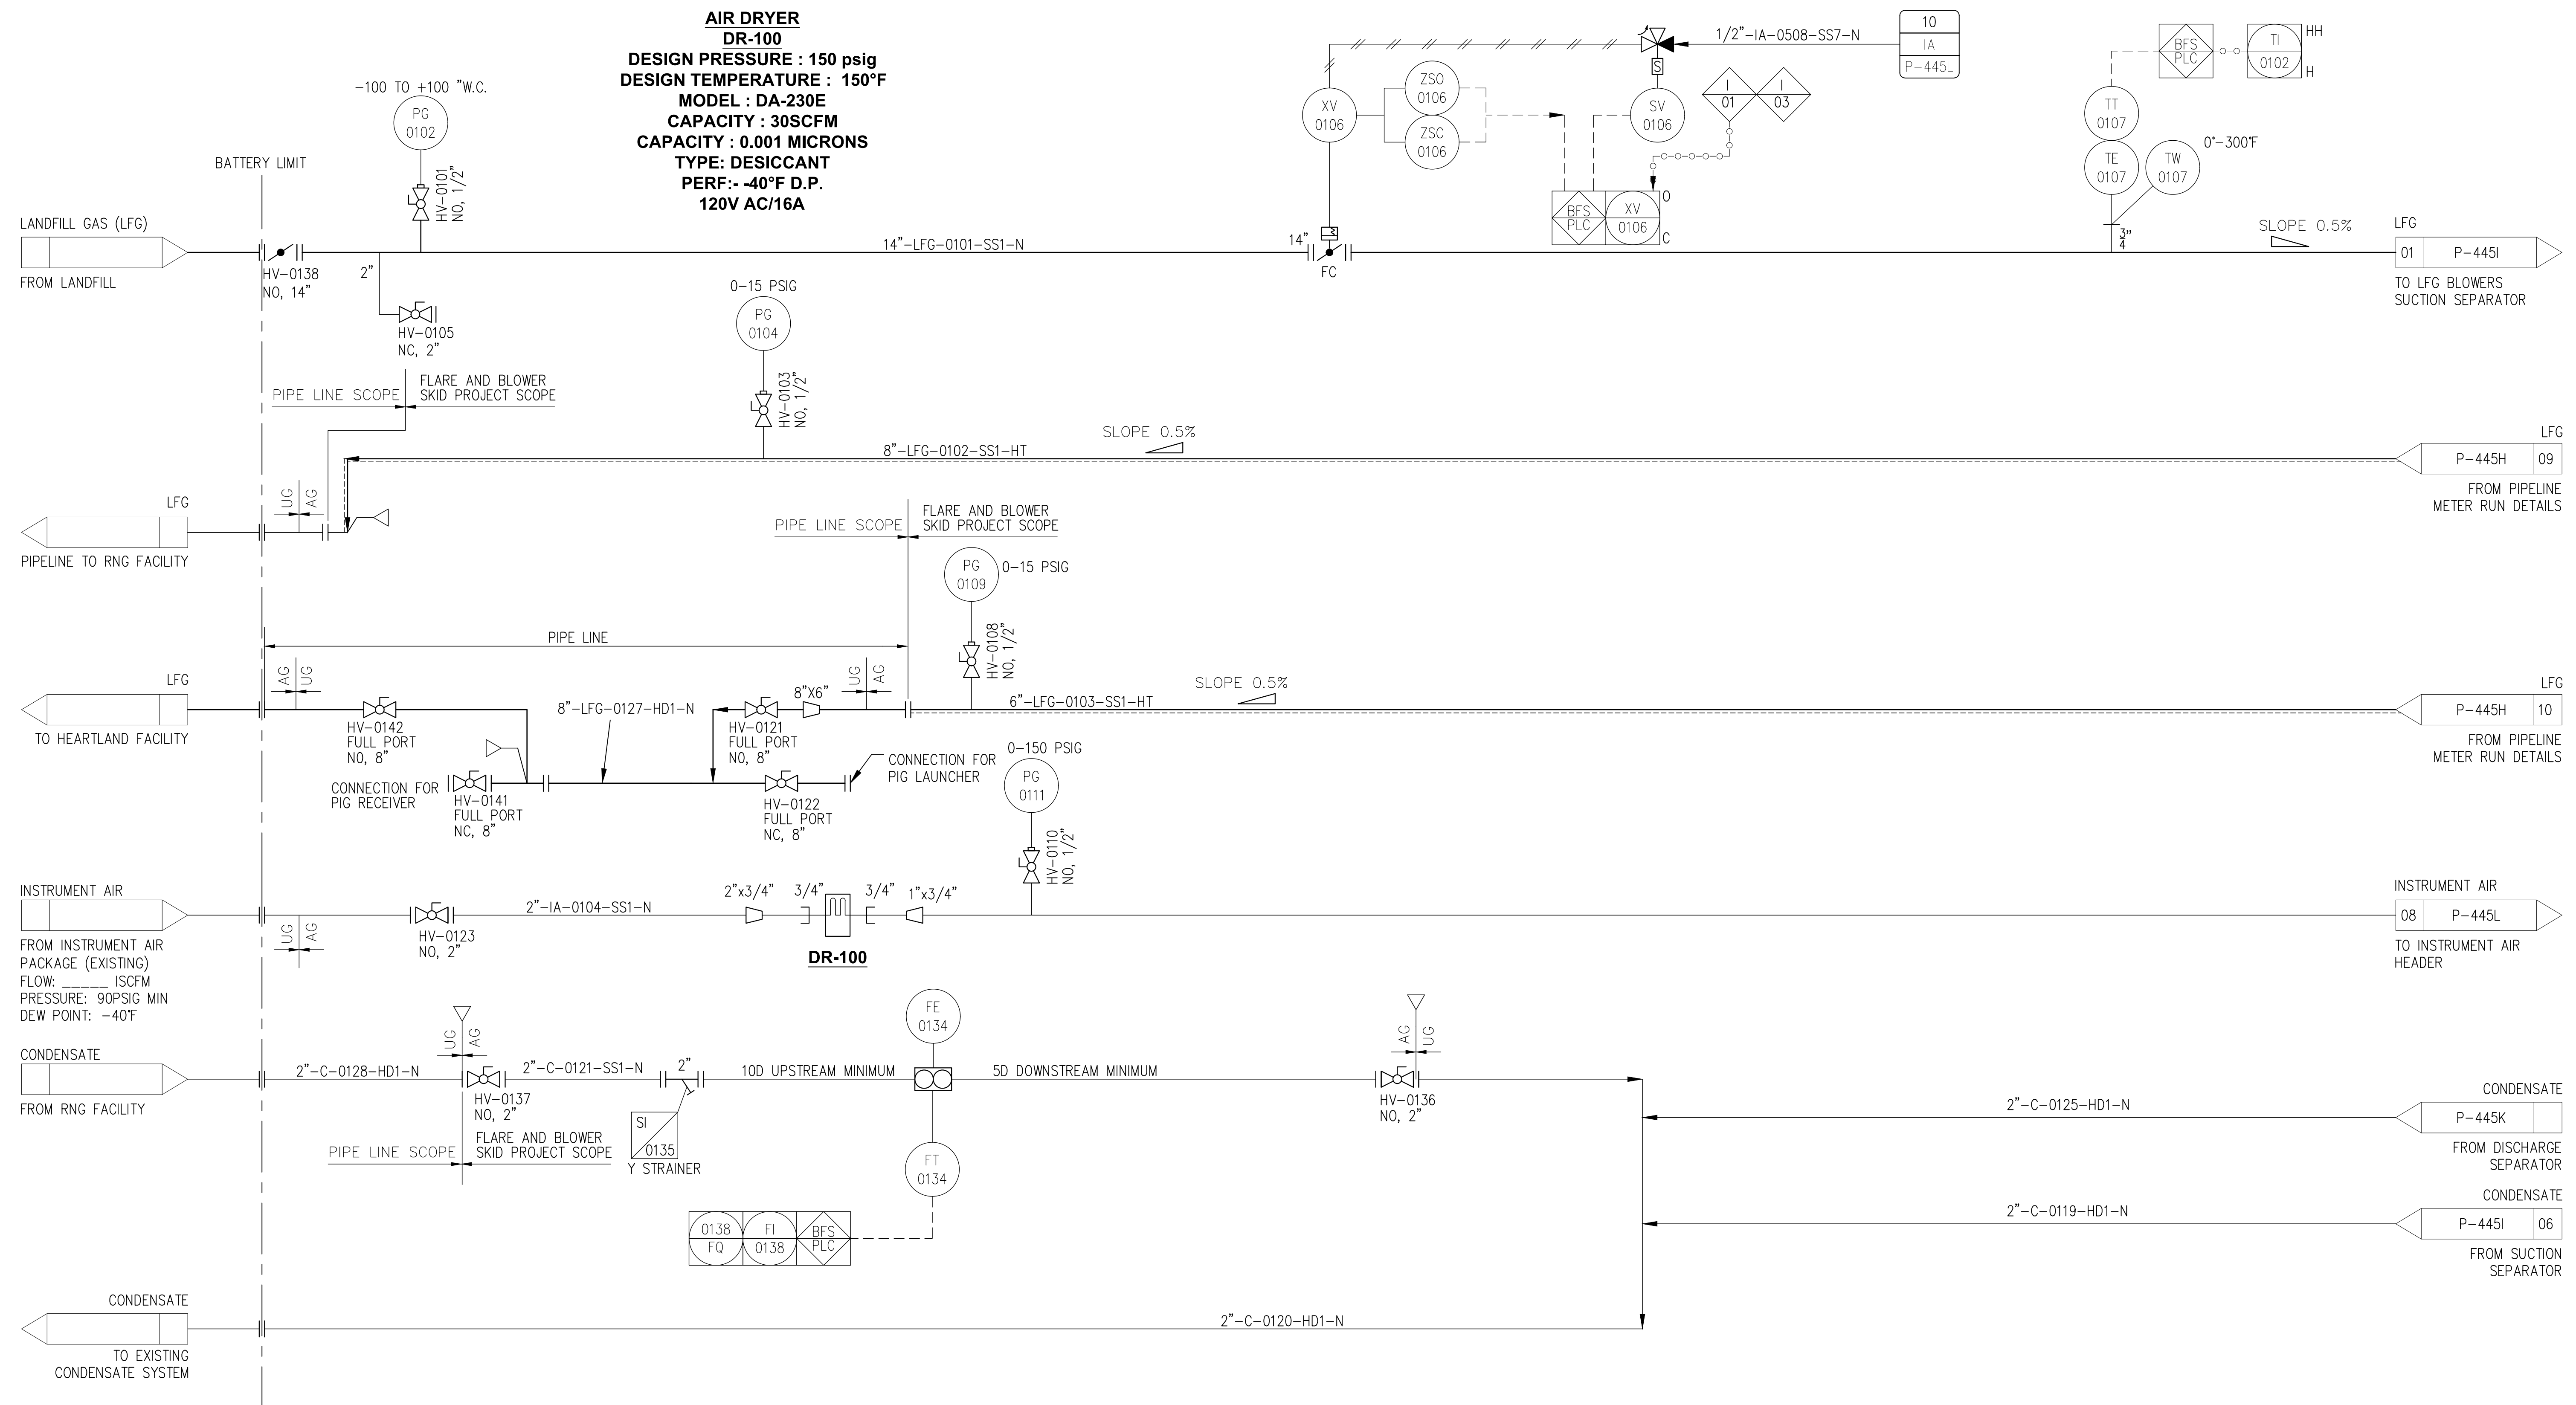 AIR DRYER
DR-100
DESIGN PRESSURE : 150 psig
DESIGN TEMPERATURE : 150°F
MODEL : DA-230E
CAPACITY : 30SCFM
CAPACITY : 0.001 MICRONS
TYPE: DESICCANT
PERF:- -40°F D.P.
120V AC/16A
-100 TO +100 "W.C.
PG
0102
HV-0101
NO, 1/2"
BATTERY LIMIT
LANDFILL GAS (LFG)
FROM LANDFILL
HV-0138
NO, 14"
2"
HV-0105
NC, 2"
14"-LFG-0101-SS1-N
14"
FC
XV
0106
ZSO
0106
ZSC
0106
S
SV
0106
1/2"-IA-0508-SS7-N
10
IA
P-445L
I
01
I
03
BFS
PLC
XV
0106
O
C
BFS
PLC
TI
0102
HH
H
TT
0107
TE
0107
TW
0107
0°-300°F
3/4"
SLOPE 0.5%
LFG
01
P-445I
TO LFG BLOWERS
SUCTION SEPARATOR
0-15 PSIG
PG
0104
HV-0103
NO, 1/2"
PIPE LINE SCOPE
FLARE AND BLOWER
SKID PROJECT SCOPE
8"-LFG-0102-SS1-HT
SLOPE 0.5%
LFG
P-445H
09
FROM PIPELINE
METER RUN DETAILS
LFG
UG
AG
PIPELINE TO RNG FACILITY
PIPE LINE SCOPE
FLARE AND BLOWER
SKID PROJECT SCOPE
PG
0109
0-15 PSIG
HV-0108
NO, 1/2"
PIPE LINE
LFG
AG
UG
TO HEARTLAND FACILITY
HV-0142
FULL PORT
NO, 8"
8"-LFG-0127-HD1-N
8"X6"
HV-0121
FULL PORT
NO, 8"
UG
AG
6"-LFG-0103-SS1-HT
SLOPE 0.5%
LFG
P-445H
10
FROM PIPELINE
METER RUN DETAILS
CONNECTION FOR
PIG RECEIVER
HV-0141
FULL PORT
NC, 8"
HV-0122
FULL PORT
NC, 8"
CONNECTION FOR
PIG LAUNCHER
0-150 PSIG
PG
0111
HV-0110
NO, 1/2"
INSTRUMENT AIR
FROM INSTRUMENT AIR
PACKAGE (EXISTING)
FLOW: _____ ISCFM
PRESSURE: 90PSIG MIN
DEW POINT: -40°F
UG
AG
HV-0123
NO, 2"
2"-IA-0104-SS1-N
2"x3/4"
3/4"
3/4"
1"x3/4"
DR-100
INSTRUMENT AIR
08
P-445L
TO INSTRUMENT AIR
HEADER
CONDENSATE
FROM RNG FACILITY
2"-C-0128-HD1-N
UG
AG
HV-0137
NO, 2"
2"-C-0121-SS1-N
2"
SI
0135
Y STRAINER
PIPE LINE SCOPE
FLARE AND BLOWER
SKID PROJECT SCOPE
10D UPSTREAM MINIMUM
FE
0134
5D DOWNSTREAM MINIMUM
FT
0134
0138
FQ
FI
0138
BFS
PLC
AG
UG
HV-0136
NO, 2"
2"-C-0125-HD1-N
CONDENSATE
P-445K
FROM DISCHARGE
SEPARATOR
2"-C-0119-HD1-N
CONDENSATE
P-445I
06
FROM SUCTION
SEPARATOR
CONDENSATE
TO EXISTING
CONDENSATE SYSTEM
2"-C-0120-HD1-N